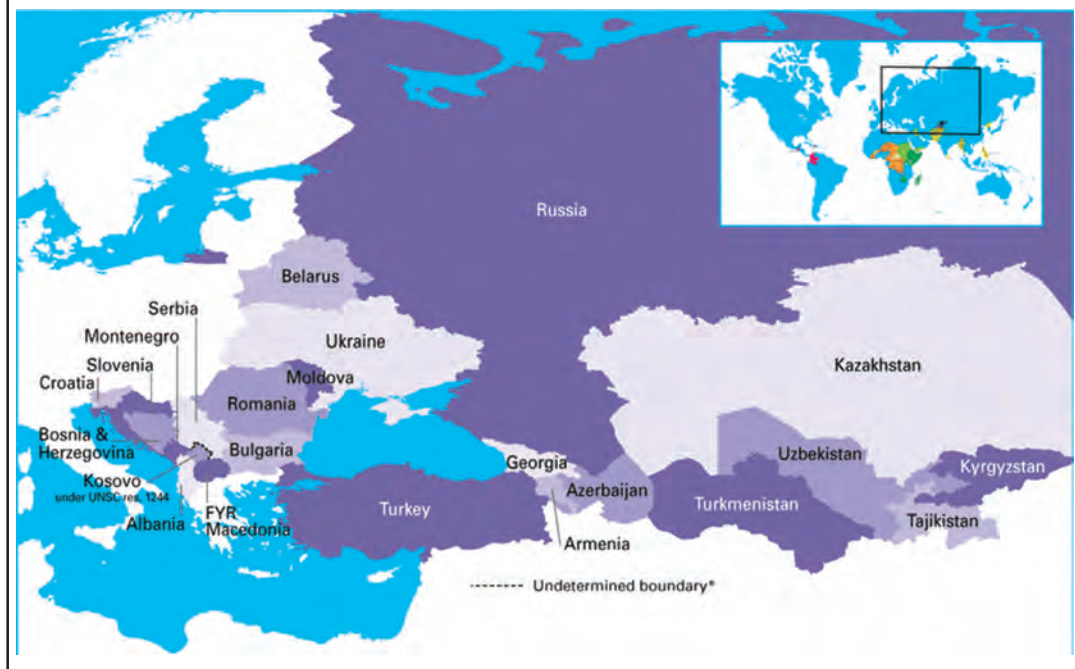 Russia
Belarus
Serbia
Ukraine
Montenegro
Slovenia
Kazakhstan
Croatia
Moldova
Romania
Bosnia &
Herzegovina
Bulgaria
Uzbekistan
Georgia
Kyrgyzstan
Kosovo
under UNSC res. 1244
Azerbaijan
Turkmenistan
Turkey
FYR
Macedonia
Tajikistan
Albania
Armenia
Undetermined boundary*